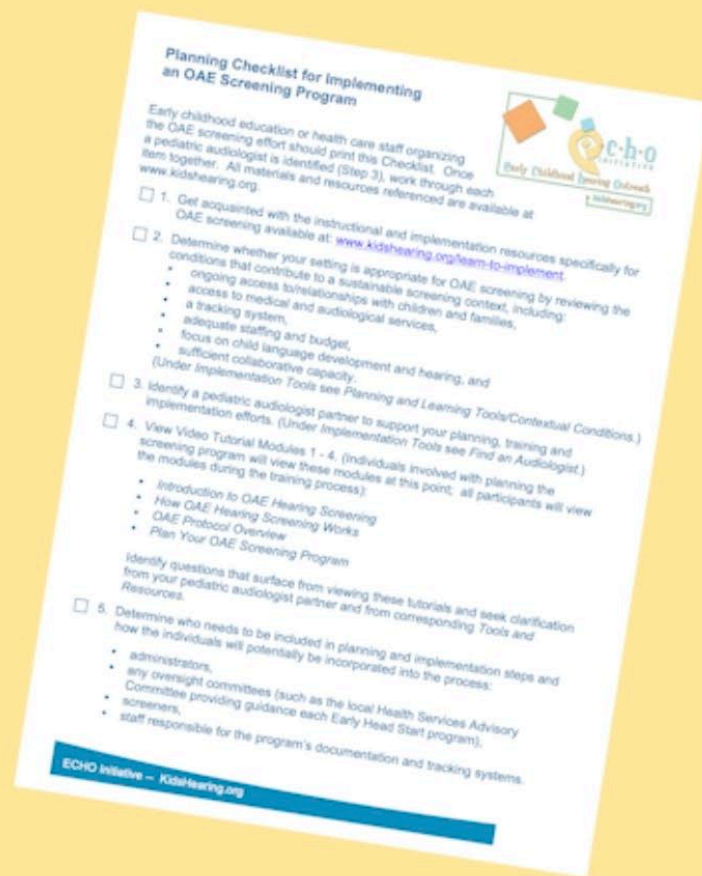 Planning Checklist for Implementing
an OAE Screening Program
e·c·h·o
INITIATIVE
Early Childhood Hearing Outreach
kidshearing.org
Early childhood education or health care staff organizing
the OAE screening effort should print this Checklist. Once
a pediatric audiologist is identified (Step 3), work through each
item together. All materials and resources referenced are available at
www.kidshearing.org.
1. Get acquainted with the instructional and implementation resources specifically for
OAE screening available at: www.kidshearing.org/learn-to-implement.
2. Determine whether your setting is appropriate for OAE screening by reviewing the
conditions that contribute to a sustainable screening context, including:
• ongoing access to/relationships with children and families,
• access to medical and audiological services,
• a tracking system,
• adequate staffing and budget,
• focus on child language development and hearing, and
• sufficient collaborative capacity.
(Under Implementation Tools see Planning and Learning Tools/Contextual Conditions.)
3. Identify a pediatric audiologist partner to support your planning, training and
implementation efforts. (Under Implementation Tools see Find an Audiologist.)
4. View Video Tutorial Modules 1 - 4. (Individuals involved with planning the
screening program will view these modules at this point; all participants will view
the modules during the training process):
• Introduction to OAE Hearing Screening
• How OAE Hearing Screening Works
• OAE Protocol Overview
• Plan Your OAE Screening Program
Identify questions that surface from viewing these tutorials and seek clarification
from your pediatric audiologist partner and from corresponding Tools and
Resources.
5. Determine who needs to be included in planning and implementation steps and
how the individuals will potentially be incorporated into the process:
• administrators,
• any oversight committees (such as the local Health Services Advisory
Committee providing guidance each Early Head Start program),
• screeners,
• staff responsible for the program's documentation and tracking systems.
ECHO Initiative – KidsHearing.org